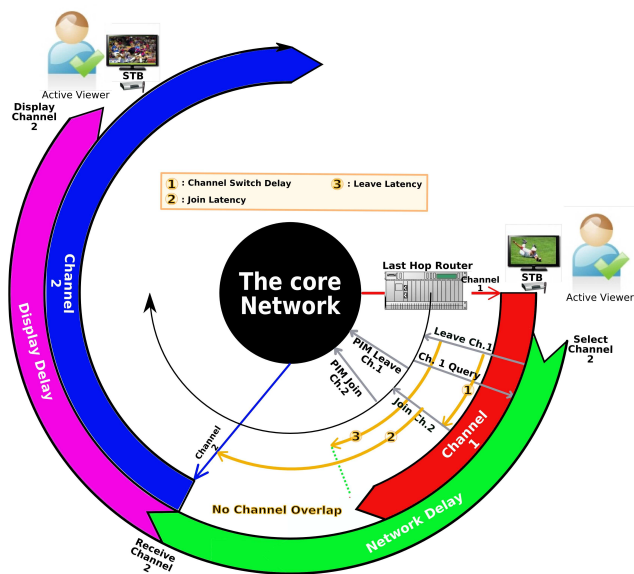 STB
Active Viewer
Display
Channel
2
1 : Channel Switch Delay
3 : Leave Latency
2 : Join Latency
The core
Network
Last Hop Router
Channel
1
STB
Active Viewer
Select
Channel
2
Leave Ch.1
Ch. 1 Query
PIM Leave
Ch.1
PIM Join
Ch.2
Join Ch.2
1
2
3
Channel
1
Channel
2
Channel
2
Display Delay
No Channel Overlap
Network Delay
Receive
Channel
2